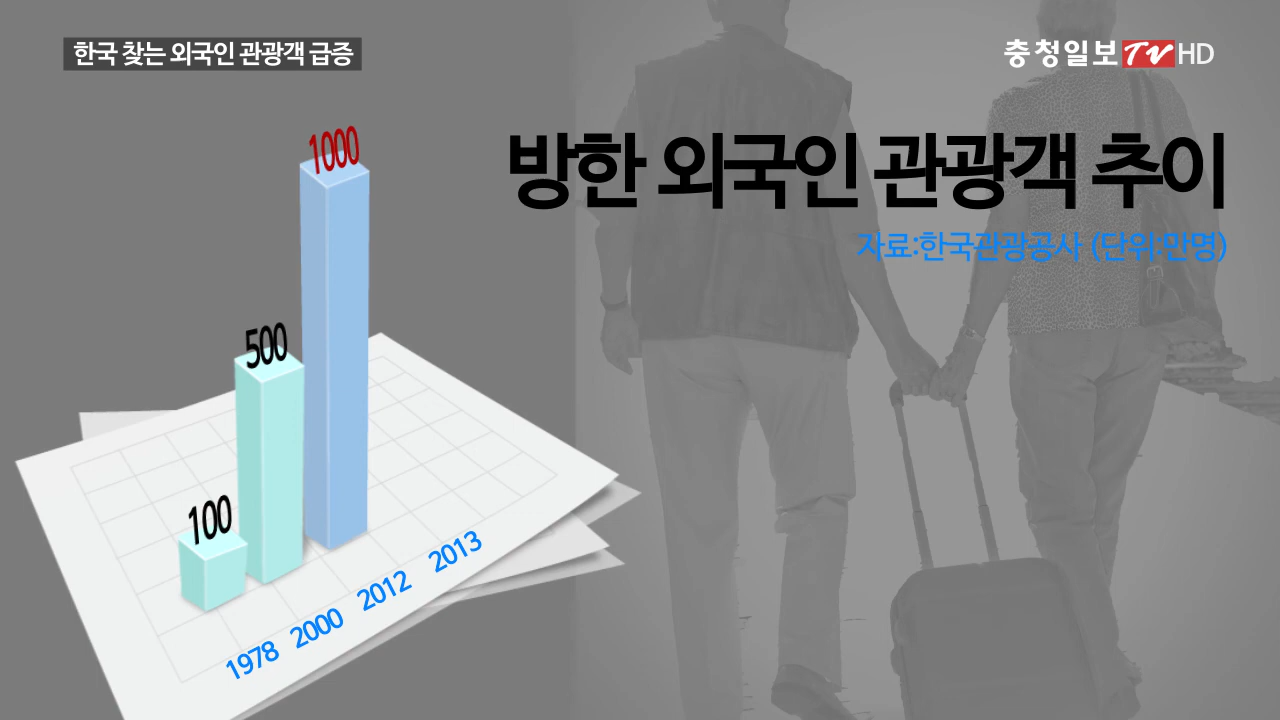 한국 찾는 외국인 관광객 급증
충청일보TV HD
방한 외국인 관광객 추이
자료:한국관광공사 (단위:만명)
1000
500
100
1978 2000 2012 2013